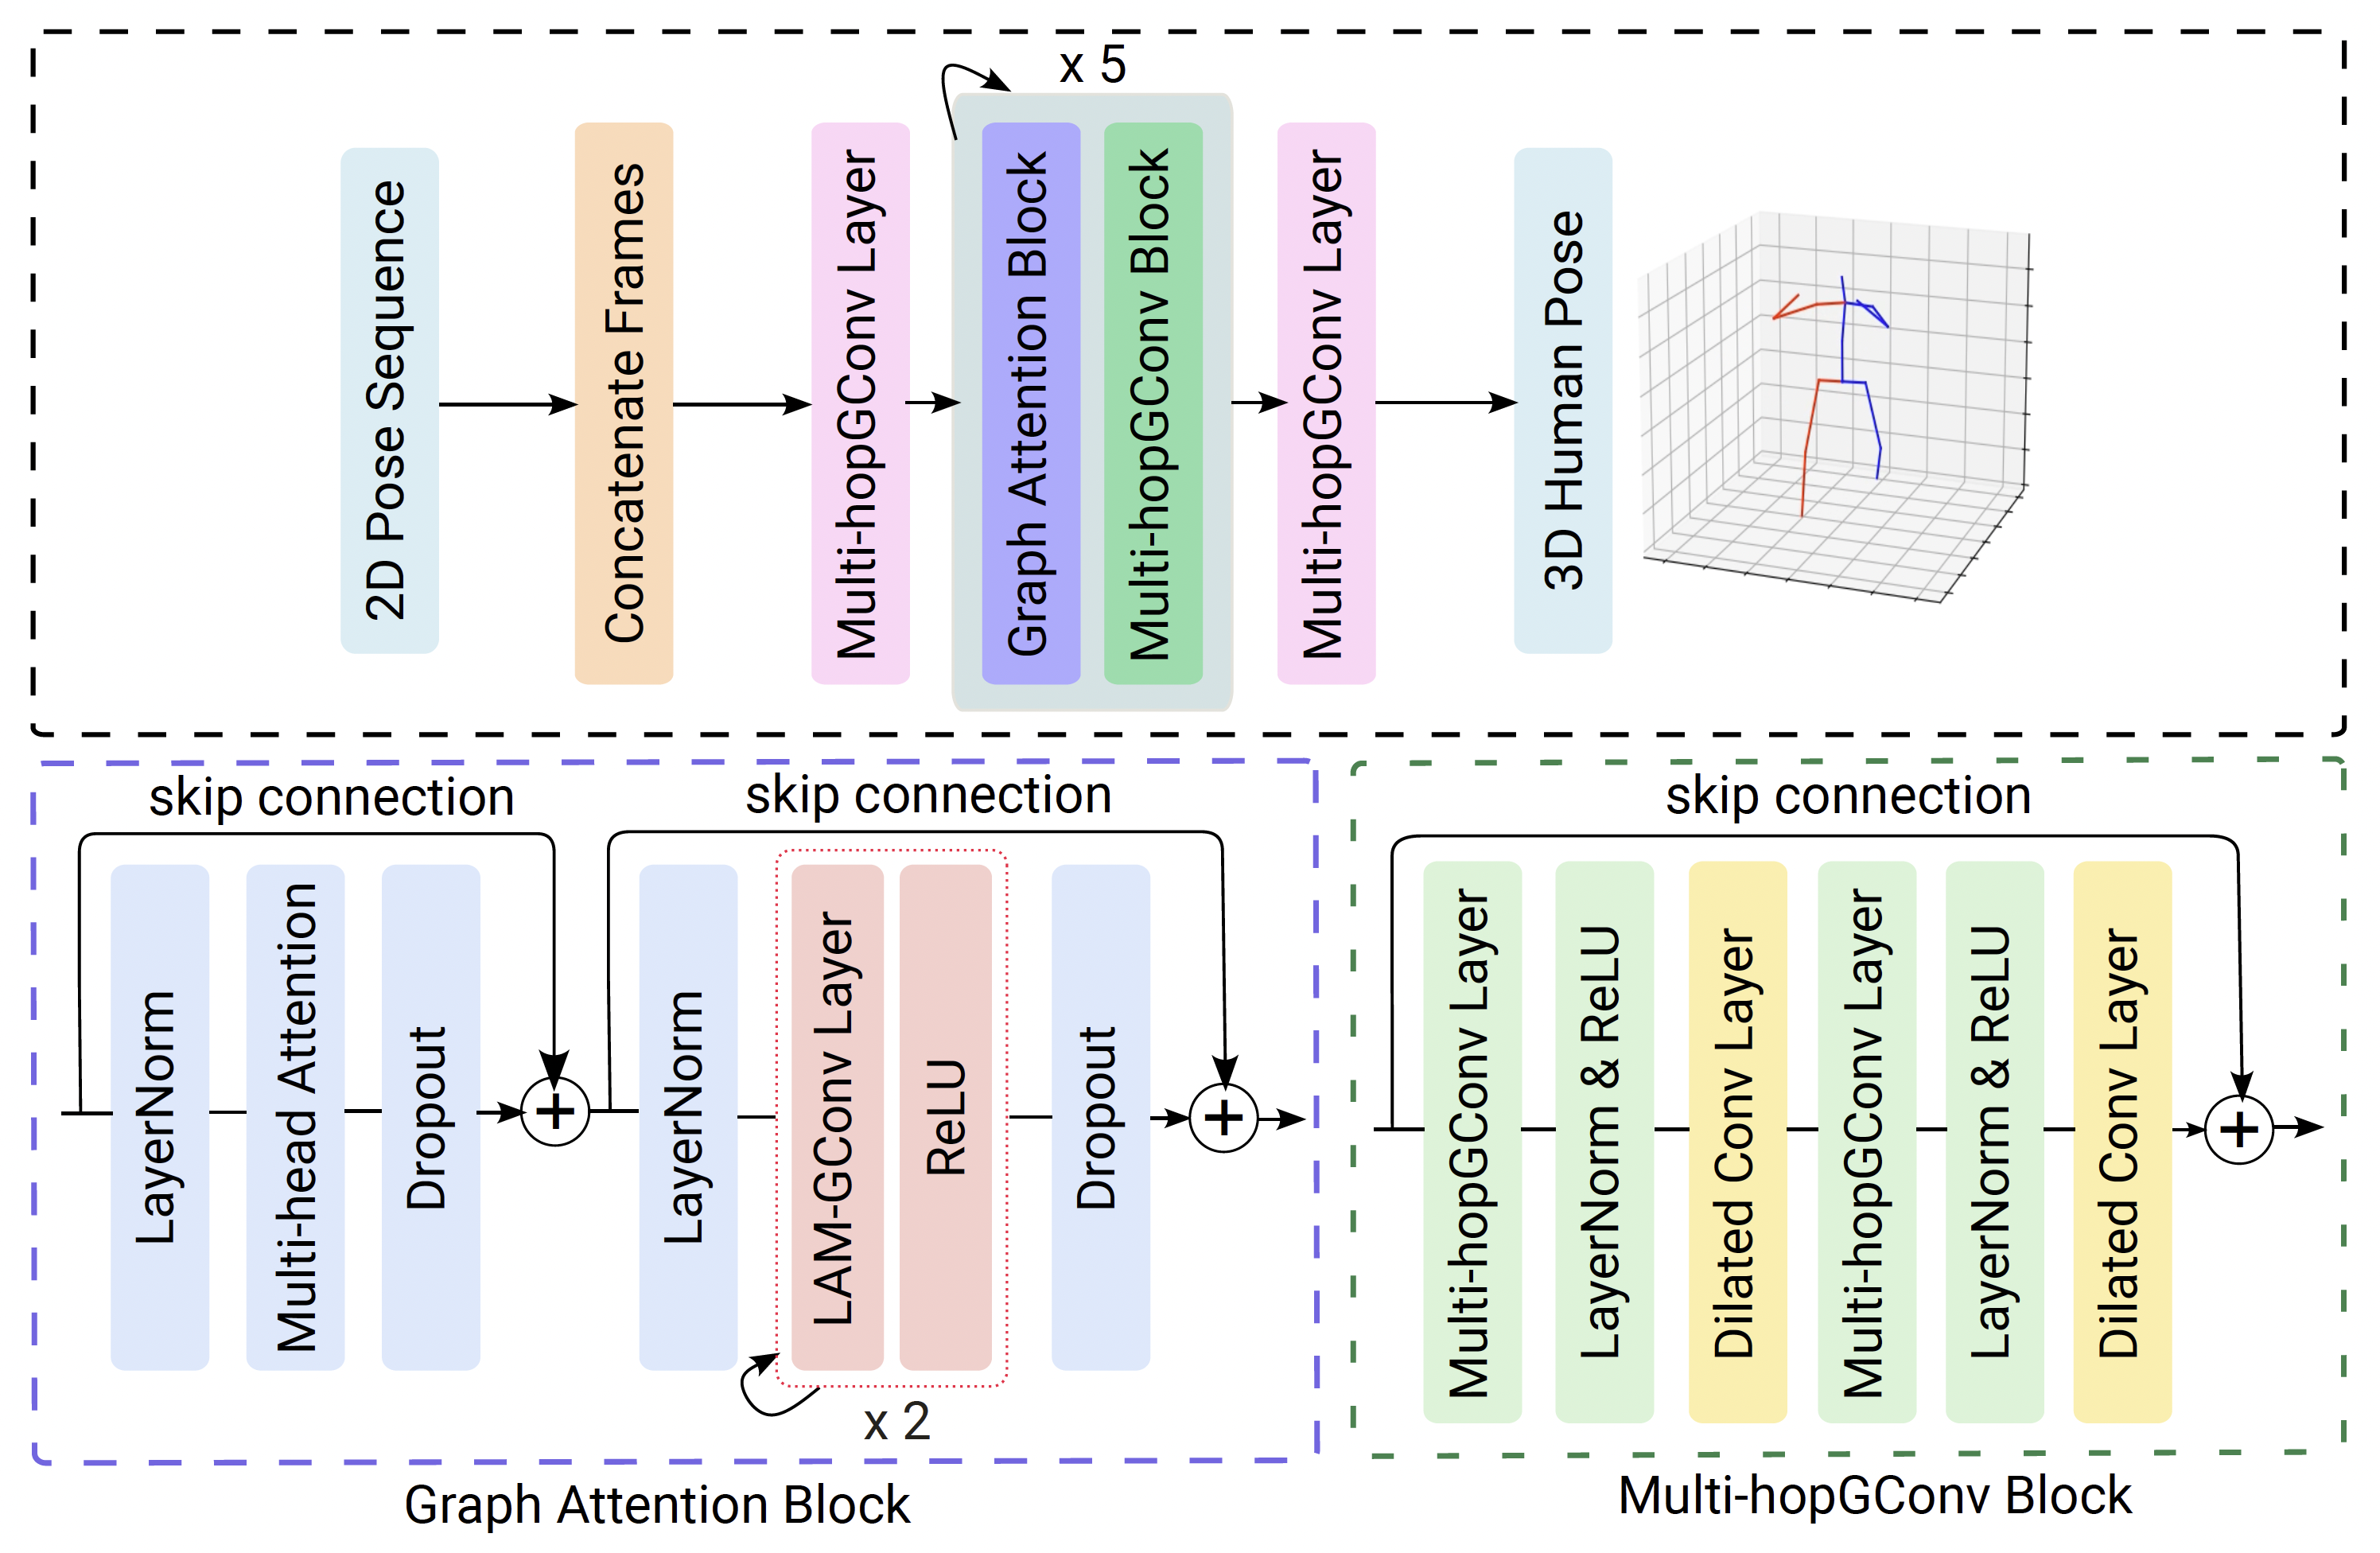 x 5
2D Pose Sequence
Concatenate Frames
Multi-hopGConv Layer
Graph Attention Block
Multi-hopGConv Block
Multi-hopGConv Layer
3D Human Pose
skip connection
skip connection
LayerNorm
Multi-head Attention
Dropout
+
LayerNorm
LAM-GConv Layer
ReLU
x 2
Dropout
+
Graph Attention Block
skip connection
Multi-hopGConv Layer
LayerNorm & ReLU
Dilated Conv Layer
Multi-hopGConv Layer
LayerNorm & ReLU
Dilated Conv Layer
+
Multi-hopGConv Block